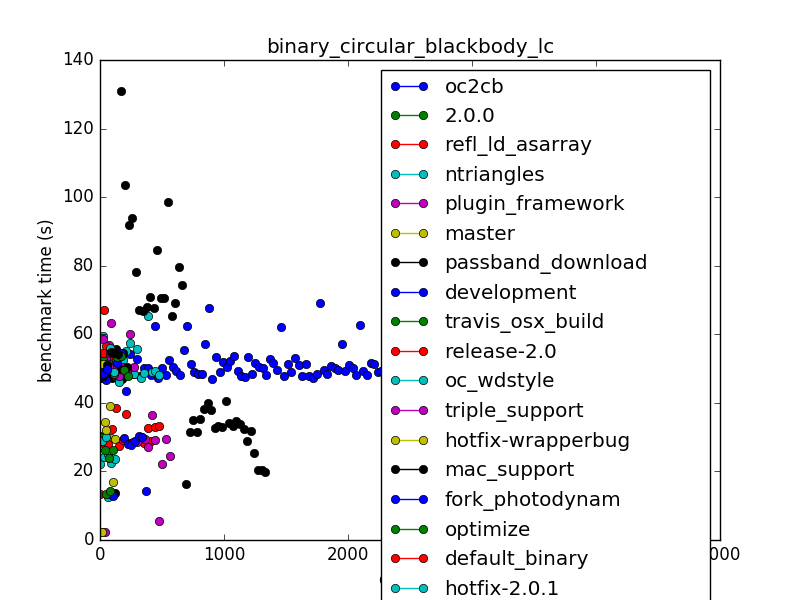 binary_circular_blackbody_lc
140
120
100
80
60
40
20
0
benchmark time (s)
0
1000
2000
000
oc2cb
2.0.0
refl_ld_asarray
ntriangles
plugin_framework
master
passband_download
development
travis_osx_build
release-2.0
oc_wdstyle
triple_support
hotfix-wrapperbug
mac_support
fork_photodynam
optimize
default_binary
hotfix-2.0.1